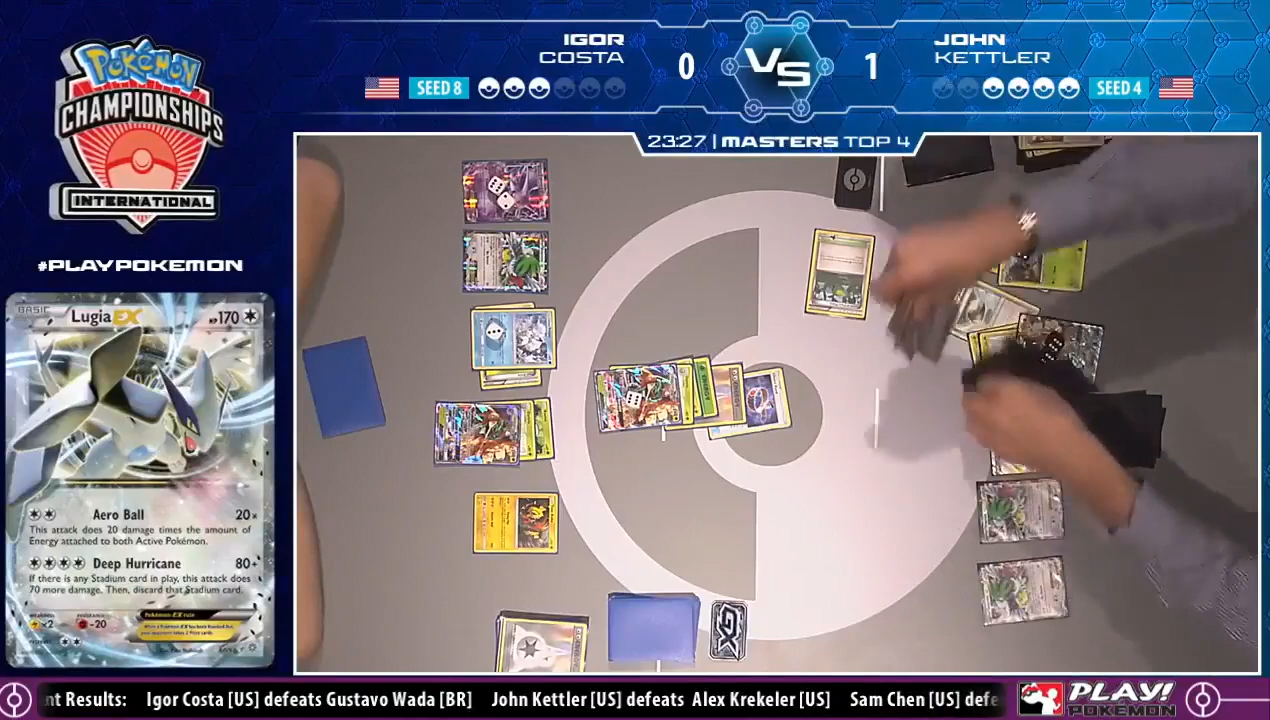 Pokémon
CHAMPIONSHIPS
INTERNATIONAL
#PLAYPOKEMON
IGOR
COSTA
0
VS
1
JOHN
KETTLER
SEED 8
SEED 4
23:27 | MASTERS TOP 4
BASIC
Lugia EX
HP 170
Aero Ball 20×
This attack does 20 damage times the amount of
Energy attached to both Active Pokémon.
Deep Hurricane 80+
If there is any Stadium card in play, this attack does
70 more damage. Then, discard that Stadium card.
×2
-20
GX
nt Results: Igor Costa [US] defeats Gustavo Wada [BR] John Kettler [US] defeats Alex Krekeler [US] Sam Chen [US] defe
PLAY!
POKÉMON